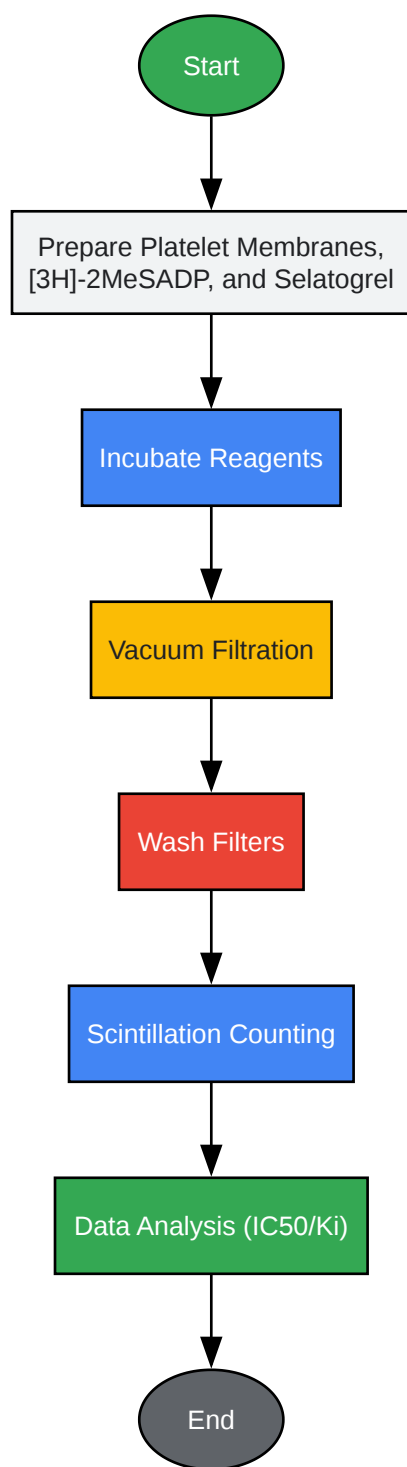 Start
Prepare Platelet Membranes,
[3H]-2MeSADP, and Selatogrel
Incubate Reagents
Vacuum Filtration
Wash Filters
Scintillation Counting
Data Analysis (IC50/Ki)
End